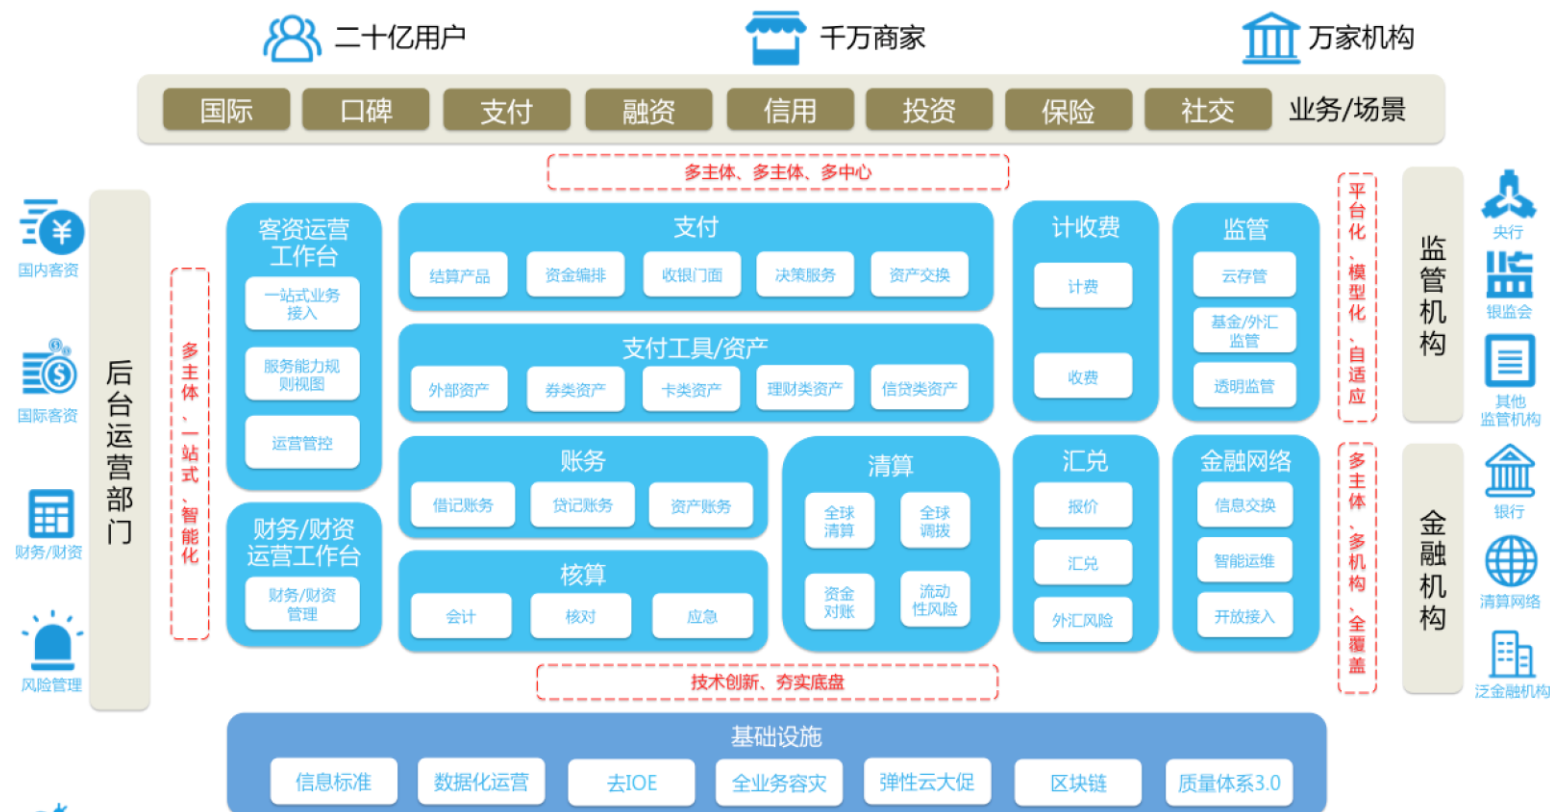 二十亿用户
千万商家
万家机构
国际
口碑
支付
融资
信用
投资
保险
社交
业务/场景
多主体、多主体、多中心
国内客资
国际客资
财务/财资
风险管理
后台运营部门
多主体、一站式、智能化
客资运营
工作台
一站式业务
接入
服务能力规
则视图
运营管控
财务/财资
运营工作台
财务/财资
管理
支付
结算产品
资金编排
收银门面
决策服务
资产交换
支付工具/资产
外部资产
券类资产
卡类资产
理财类资产
信贷类资产
账务
借记账务
贷记账务
资产账务
核算
会计
核对
应急
清算
全球
清算
全球
调拨
资金
对账
流动
性风险
计收费
计费
收费
监管
云存管
基金/外汇
监管
透明监管
汇兑
报价
汇兑
外汇风险
金融网络
信息交换
智能运维
开放接入
平台化、模型化、自适应
多主体、多机构、全覆盖
监管机构
金融机构
央行
银监会
其他
监管机构
银行
清算网络
泛金融机构
技术创新、夯实底盘
基础设施
信息标准
数据化运营
去IOE
全业务容灾
弹性云大促
区块链
质量体系3.0